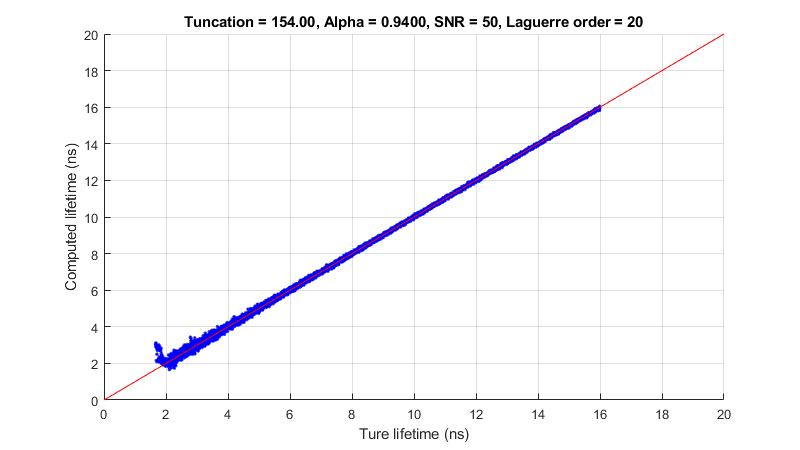 Tuncation = 154.00, Alpha = 0.9400, SNR = 50, Laguerre order = 20
20
18
16
14
12
10
8
6
4
2
0
Computed lifetime (ns)
0 2 4 6 8 10 12 14 16 18 20
Ture lifetime (ns)